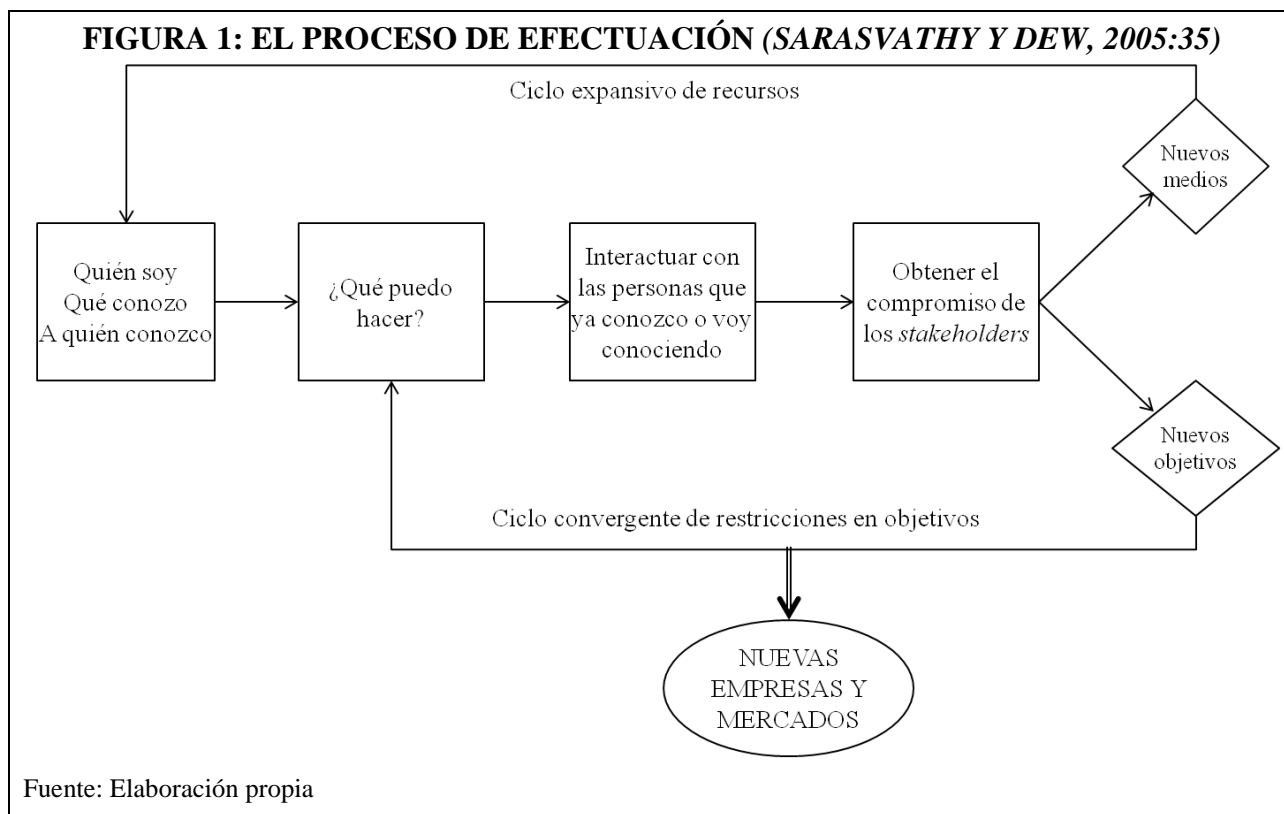 FIGURA 1: EL PROCESO DE EFECTUACIÓN (SARASVATHY Y DEW, 2005:35)
Ciclo expansivo de recursos
Nuevos
medios
Quién soy
Qué conozo
A quién conozco
¿Qué puedo
hacer?
Interactuar con
las personas que
ya conozco o voy
conociendo
Obtener el
compromiso de
los stakeholders
Nuevos
objetivos
Ciclo convergente de restricciones en objetivos
NUEVAS
EMPRESAS Y
MERCADOS
Fuente: Elaboración propia